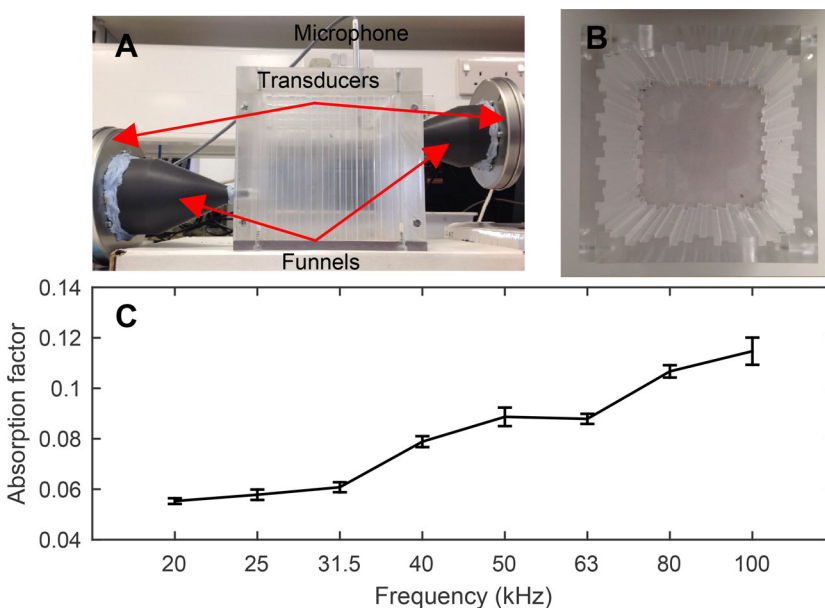 A
Microphone
Transducers
Funnels
B
C
0.14
0.12
0.1
0.08
0.06
0.04
Absorption factor
20 25 31.5 40 50 63 80 100
Frequency (kHz)